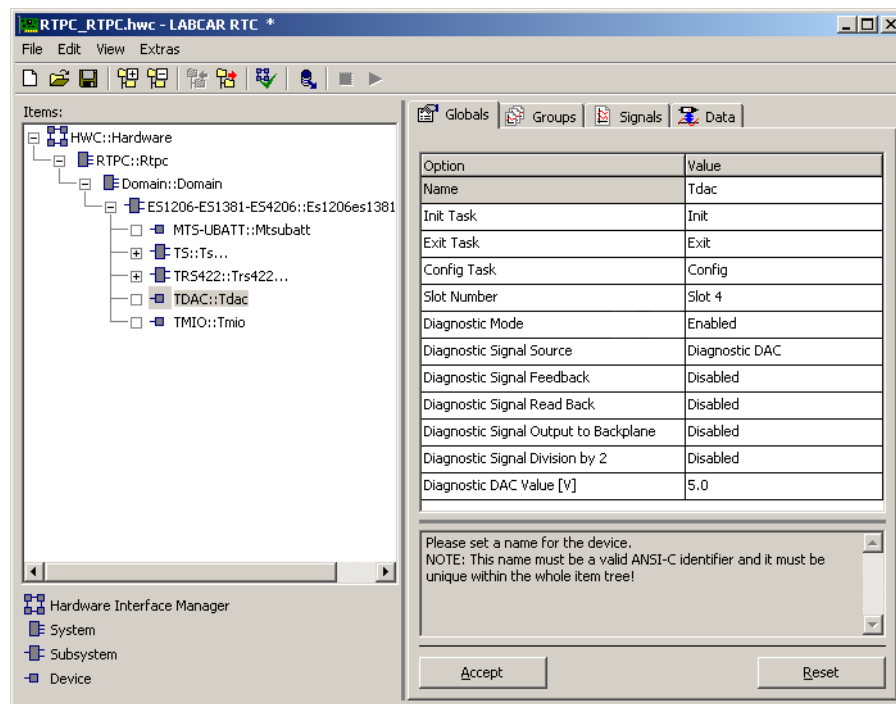 RTPC_RTPC.hwc - LABCAR RTC *
File Edit View Extras
Items:
HWC::Hardware
RTPC::Rtpc
Domain::Domain
ES1206-ES1381-ES4206::Es1206es1381
MTS-UBATT::Mtsubatt
TS::Ts...
TRS422::Trs422...
TDAC::Tdac
TMIO::Tmio
Hardware Interface Manager
System
Subsystem
Device
Globals Groups Signals Data
Option Value
Name Tdac
Init Task Init
Exit Task Exit
Config Task Config
Slot Number Slot 4
Diagnostic Mode Enabled
Diagnostic Signal Source Diagnostic DAC
Diagnostic Signal Feedback Disabled
Diagnostic Signal Read Back Disabled
Diagnostic Signal Output to Backplane Disabled
Diagnostic Signal Division by 2 Disabled
Diagnostic DAC Value [V] 5.0
Please set a name for the device.
NOTE: This name must be a valid ANSI-C identifier and it must be
unique within the whole item tree!
Accept Reset